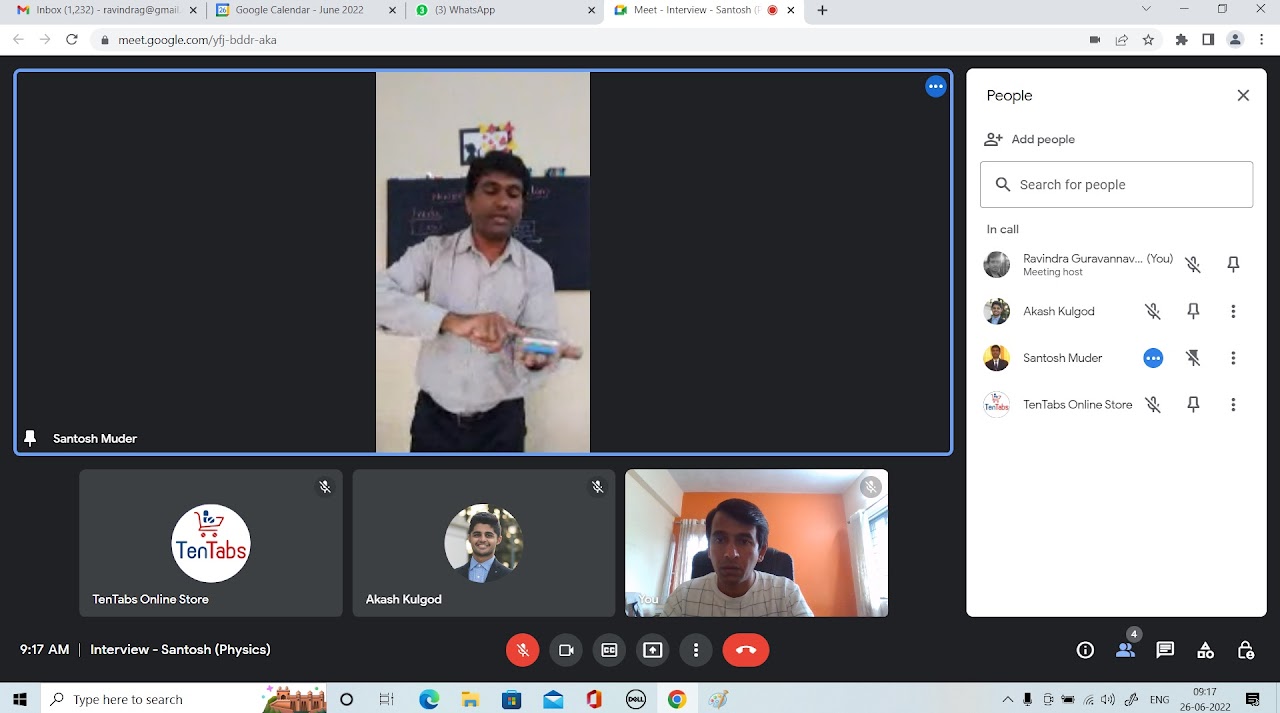 Inbox (1,232) - ravindrag@gmail.
Google Calendar - June 2022
(3) WhatsApp
Meet - Interview - Santosh (P
meet.google.com/yfj-bddr-aka
Santosh Muder
TenTabs
TenTabs Online Store
Akash Kulgod
You
9:17 AM | Interview - Santosh (Physics)
People
Add people
Search for people
In call
Ravindra Guravannav... (You)
Meeting host
Akash Kulgod
Santosh Muder
TenTabs
TenTabs Online Store
4
Type here to search
DELL
ENG
09:17
26-06-2022